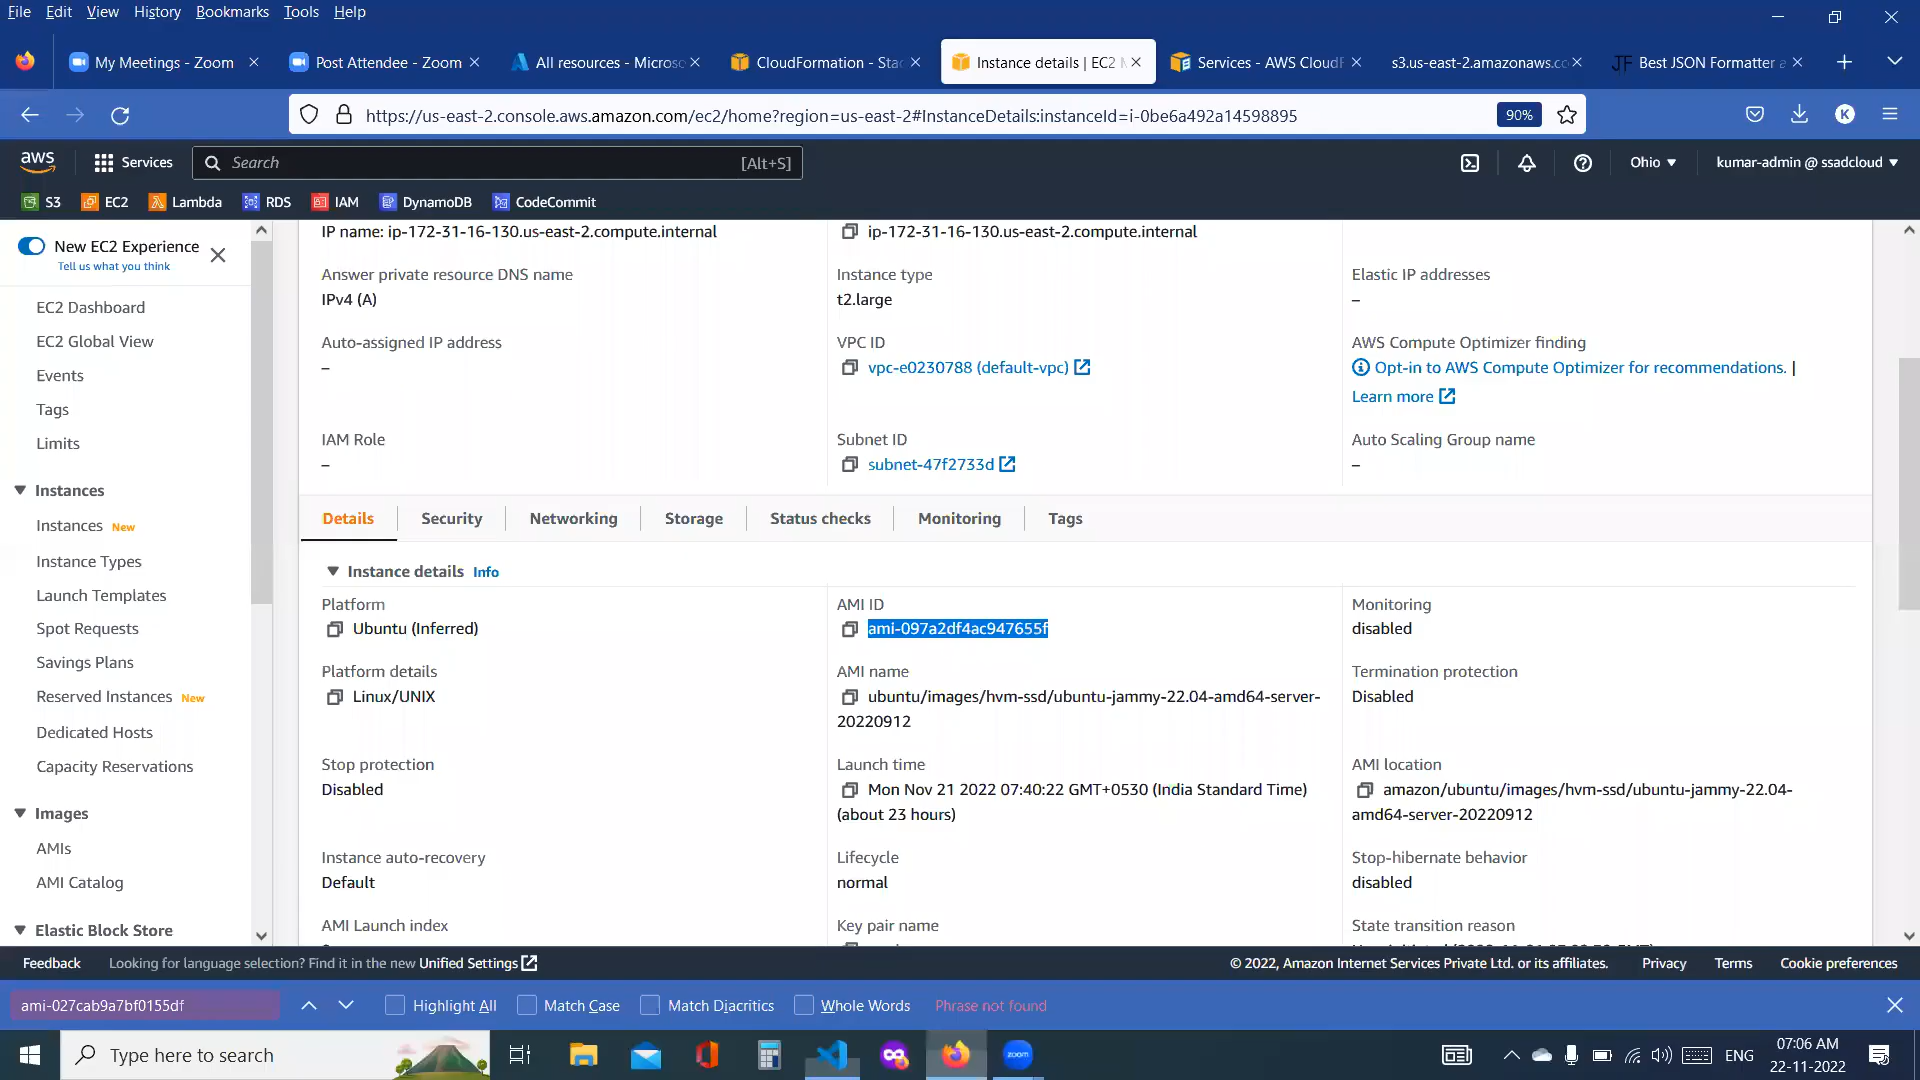 File Edit View History Bookmarks Tools Help
My Meetings - Zoom
Post Attendee - Zoom
All resources - Microso
CloudFormation - Stac
Instance details | EC2 M
Services - AWS CloudF
s3.us-east-2.amazonaws.co
JF Best JSON Formatter a
https://us-east-2.console.aws.amazon.com/ec2/home?region=us-east-2#InstanceDetails:instanceId=i-0be6a492a14598895
90%
K
aws
Services
Search
[Alt+S]
Ohio
kumar-admin @ ssadcloud
S3
EC2
Lambda
RDS
IAM
DynamoDB
CodeCommit
New EC2 Experience
Tell us what you think
EC2 Dashboard
EC2 Global View
Events
Tags
Limits
Instances
Instances New
Instance Types
Launch Templates
Spot Requests
Savings Plans
Reserved Instances New
Dedicated Hosts
Capacity Reservations
Images
AMIs
AMI Catalog
Elastic Block Store
IP name: ip-172-31-16-130.us-east-2.compute.internal
ip-172-31-16-130.us-east-2.compute.internal
Answer private resource DNS name
IPv4 (A)
Instance type
t2.large
Elastic IP addresses
–
Auto-assigned IP address
–
VPC ID
vpc-e0230788 (default-vpc)
AWS Compute Optimizer finding
Opt-in to AWS Compute Optimizer for recommendations. |
Learn more
IAM Role
–
Subnet ID
subnet-47f2733d
Auto Scaling Group name
–
Details
Security
Networking
Storage
Status checks
Monitoring
Tags
Instance details Info
Platform
Ubuntu (Inferred)
AMI ID
ami-097a2df4ac947655f
Monitoring
disabled
Platform details
Linux/UNIX
AMI name
ubuntu/images/hvm-ssd/ubuntu-jammy-22.04-amd64-server-
20220912
Termination protection
Disabled
Stop protection
Disabled
Launch time
Mon Nov 21 2022 07:40:22 GMT+0530 (India Standard Time)
(about 23 hours)
AMI location
amazon/ubuntu/images/hvm-ssd/ubuntu-jammy-22.04-
amd64-server-20220912
Instance auto-recovery
Default
Lifecycle
normal
Stop-hibernate behavior
disabled
AMI Launch index
Key pair name
State transition reason
Feedback
Looking for language selection? Find it in the new Unified Settings
© 2022, Amazon Internet Services Private Ltd. or its affiliates.
Privacy
Terms
Cookie preferences
ami-027cab9a7bf0155df
Highlight All
Match Case
Match Diacritics
Whole Words
Phrase not found
Type here to search
zoom
ENG
07:06 AM
22-11-2022